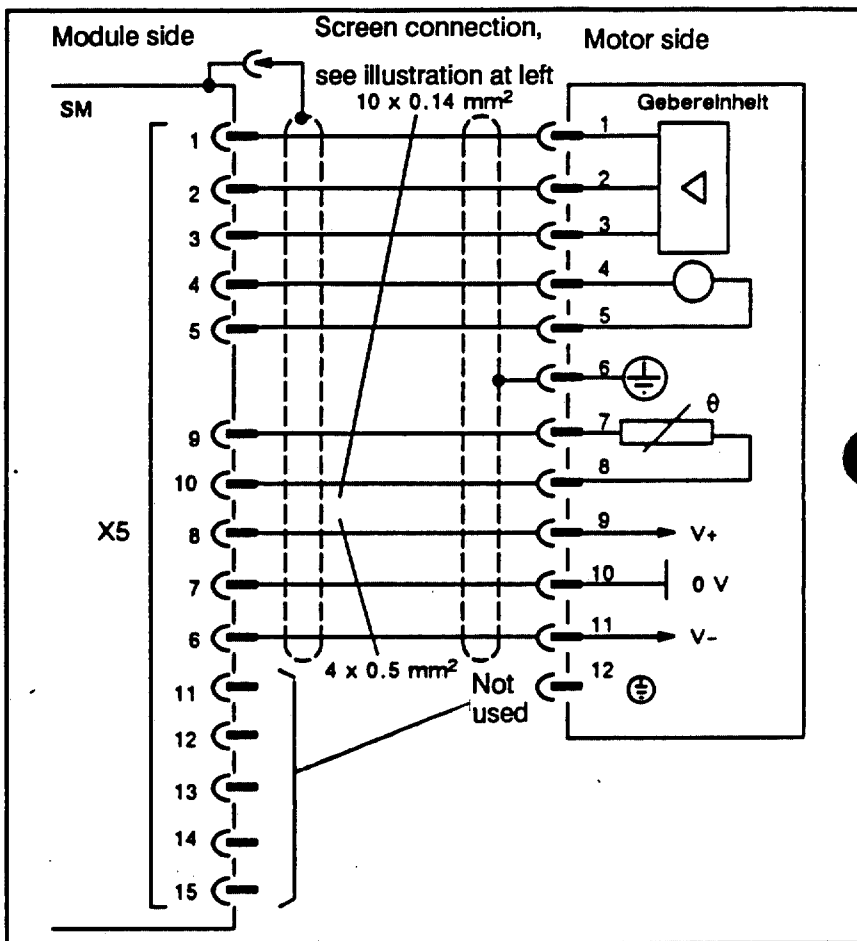 Module side
Screen connection,
see illustration at left
Motor side
10 x 0.14 mm²
SM
Gebereinheit
X5
1
2
3
4
5
9
10
8
7
6
11
12
13
14
15
1
2
3
4
5
6
7
θ
8
9
V+
10
0 V
11
V-
12
4 x 0.5 mm²
Not
used